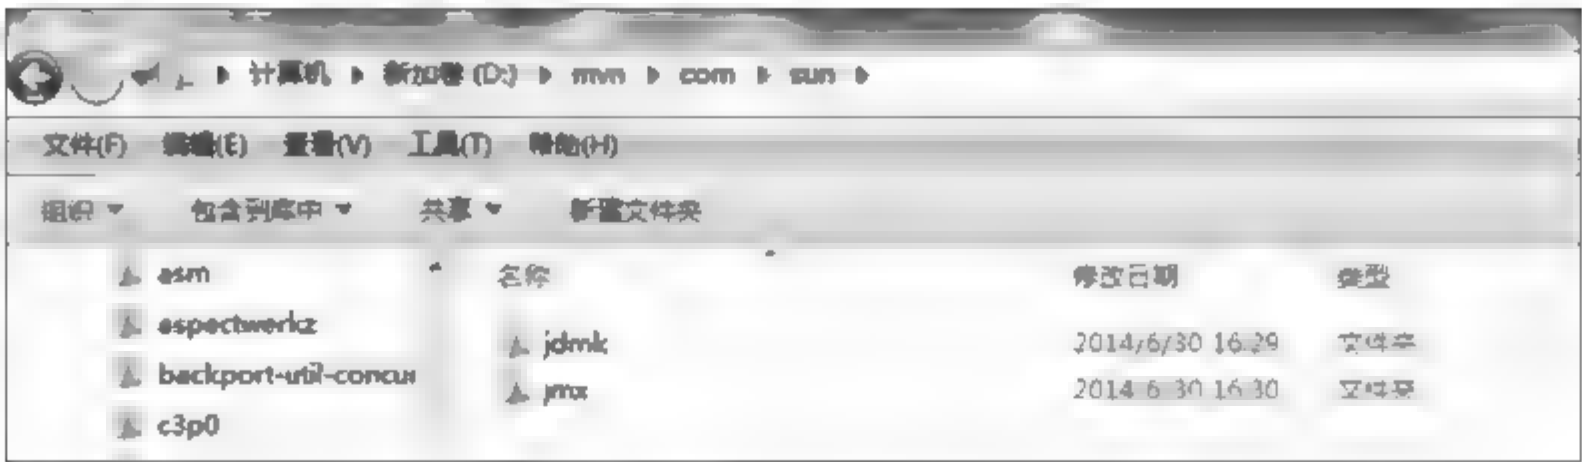 计算机 ▶ 新加卷 (D:) ▶ mvn ▶ com ▶ sun ▶
文件(F) 编辑(E) 查看(V) 工具(T) 帮助(H)
组织 包含到库中 共享 新建文件夹
asm 名称 修改日期 类型
aspectwerkz
jdmk 2014/6/30 16:29 文件夹
backport-util-concur
jmx 2014/6/30 16:30 文件夹
c3p0